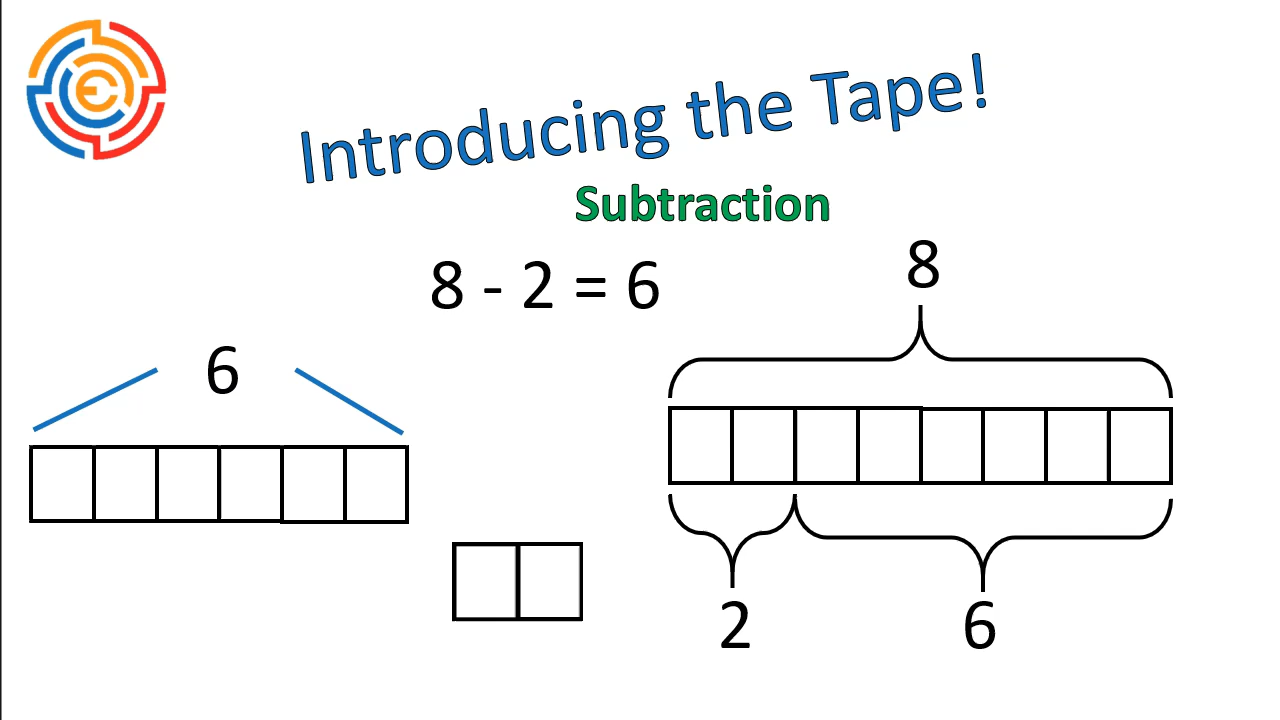 Introducing the Tape!
Subtraction
8 - 2 = 6
8
6
2
6